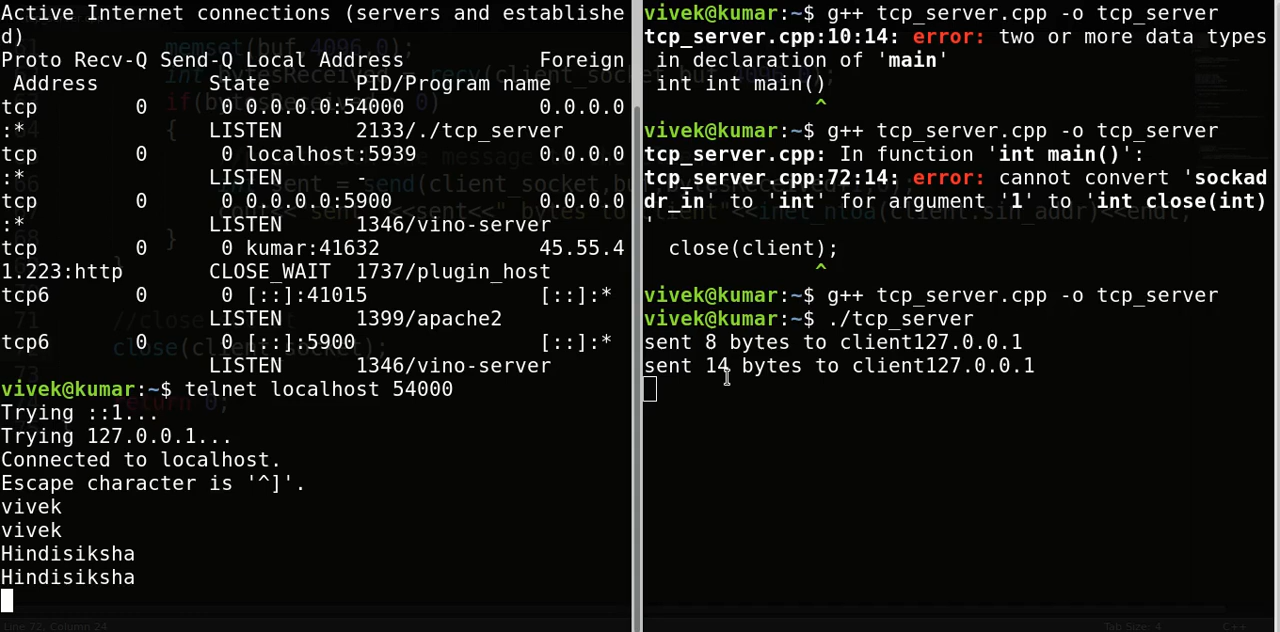 Active Internet connections (servers and establishe
d)
Proto Recv-Q Send-Q Local Address           Foreign
 Address         State       PID/Program name
tcp        0      0 0.0.0.0:54000           0.0.0.0
:*               LISTEN      2133/./tcp_server
tcp        0      0 localhost:5939          0.0.0.0
:*               LISTEN      -
tcp        0      0 0.0.0.0:5900            0.0.0.0
:*               LISTEN      1346/vino-server
tcp        0      0 kumar:41632             45.55.4
1.223:http       CLOSE_WAIT  1737/plugin_host
tcp6       0      0 [::]:41015              [::]:*
                 LISTEN      1399/apache2
tcp6       0      0 [::]:5900               [::]:*
                 LISTEN      1346/vino-server
vivek@kumar:~$ telnet localhost 54000
Trying ::1...
Trying 127.0.0.1...
Connected to localhost.
Escape character is '^]'.
vivek
vivek
Hindisiksha
Hindisiksha
Line 72, Column 24
vivek@kumar:~$ g++ tcp_server.cpp -o tcp_server
tcp_server.cpp:10:14: error: two or more data types
 in declaration of 'main'
 int int main()
              ^
vivek@kumar:~$ g++ tcp_server.cpp -o tcp_server
tcp_server.cpp: In function 'int main()':
tcp_server.cpp:72:14: error: cannot convert 'sockad
dr_in' to 'int' for argument '1' to 'int close(int)
'
  close(client);
              ^
vivek@kumar:~$ g++ tcp_server.cpp -o tcp_server
vivek@kumar:~$ ./tcp_server
sent 8 bytes to client127.0.0.1
sent 14 bytes to client127.0.0.1
Tab Size: 4
C++